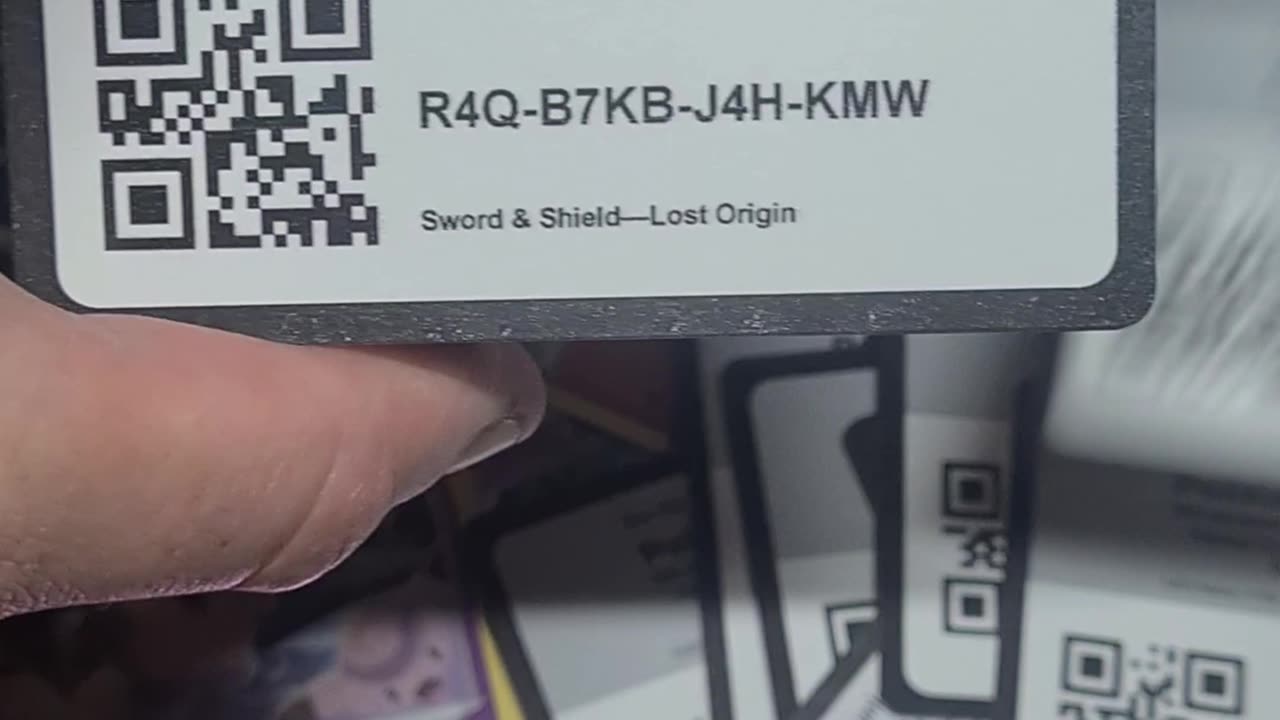 R4Q-B7KB-J4H-KMW
Sword & Shield—Lost Origin